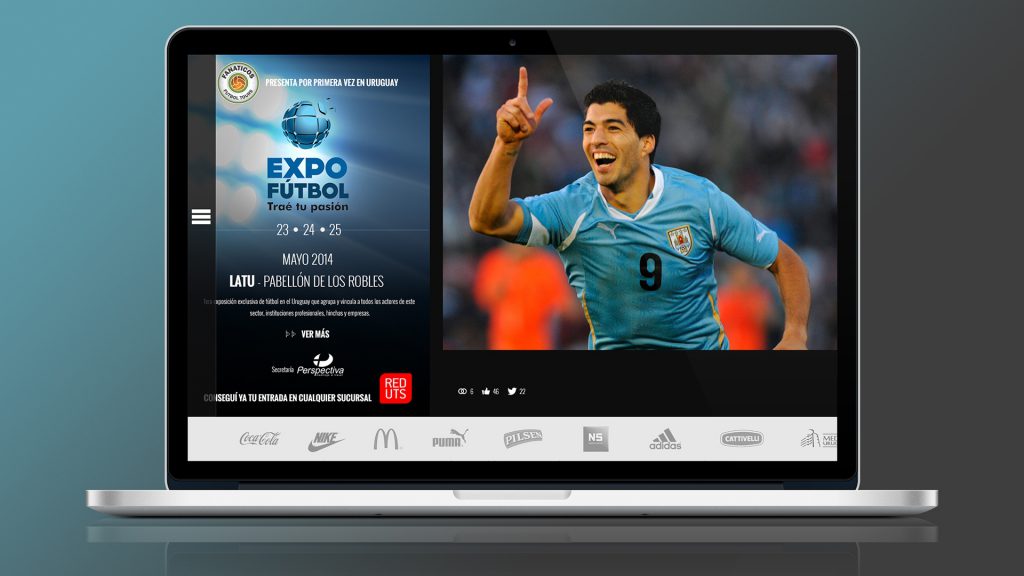 FANATICOS
FUTBOL TOURS
PRESENTA POR PRIMERA VEZ EN URUGUAY
EXPO
FÚTBOL
Traé tu pasión
23 • 24 • 25
MAYO 2014
LATU - PABELLÓN DE LOS ROBLES
exposición exclusiva de fútbol en el Uruguay que agrupa y vincula a todos los actores de este
sector, instituciones profesionales, hinchas y empresas.
VER MÁS
Secretaría Perspectiva
CONSEGUÍ YA TU ENTRADA EN CUALQUIER SUCURSAL
RED
UTS
9
6 46 22
Coca-Cola
NIKE
PUMA
PILSEN
NS
adidas
CATTIVELLI